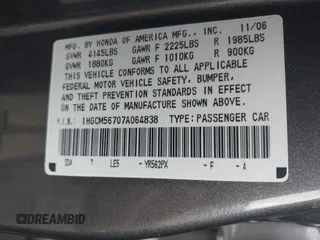 MFD. BY HONDA OF AMERICA MFG., INC. 11/06
GVWR 4145LBS GAWR F 2225LBS R 1985LBS
GVWR 1880KG GAWR F 1010KG R 900KG
THIS VEHICLE CONFORMS TO ALL APPLICABLE
FEDERAL MOTOR VEHICLE SAFETY, BUMPER,
AND THEFT PREVENTION STANDARDS IN EFFECT
ON THE DATE OF MANUFACTURE SHOWN ABOVE.
V.I.N.: 1HGCM56707A064838 TYPE: PASSENGER CAR
SDA LE5 YR562PX - F - A
DREAMBID